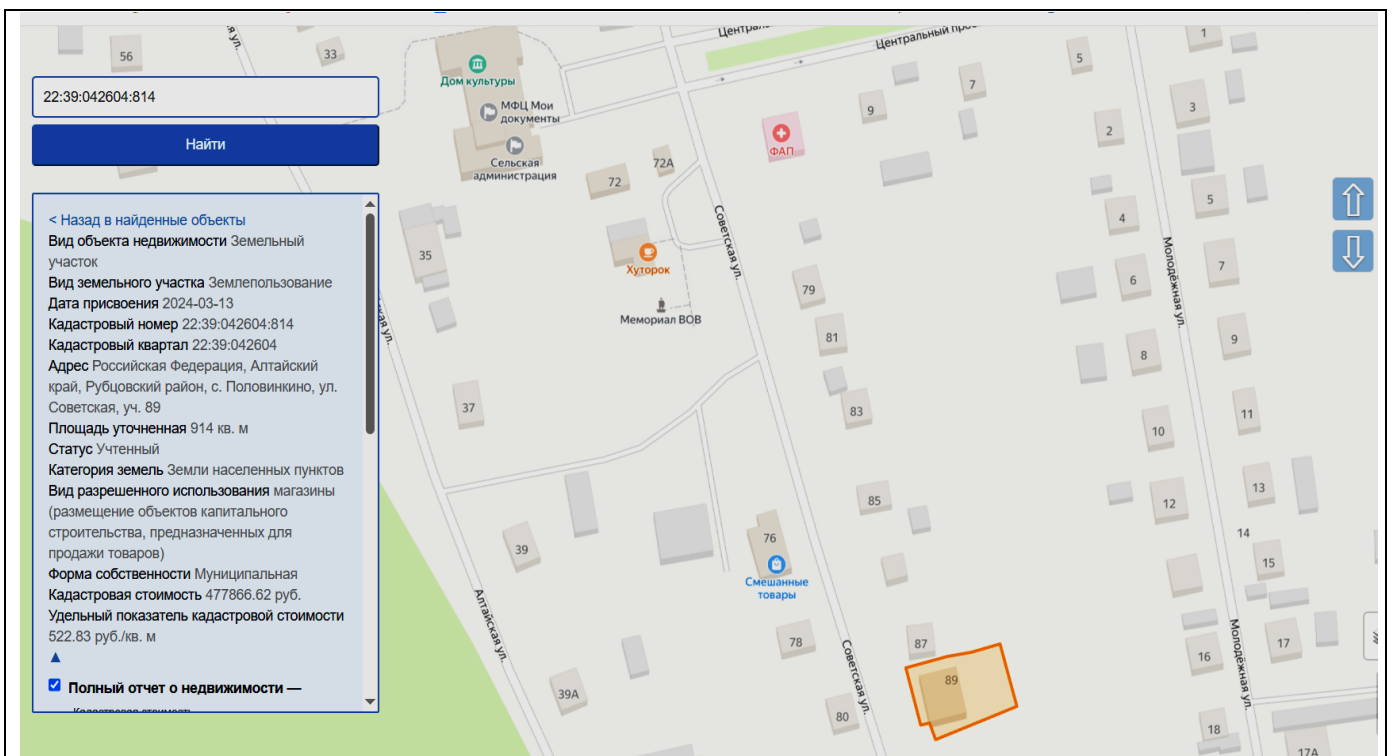 22:39:042604:814
Найти
< Назад в найденные объекты
Вид объекта недвижимости Земельный
участок
Вид земельного участка Землепользование
Дата присвоения 2024-03-13
Кадастровый номер 22:39:042604:814
Кадастровый квартал 22:39:042604
Адрес Российская Федерация, Алтайский
край, Рубцовский район, с. Половинкино, ул.
Советская, уч. 89
Площадь уточненная 914 кв. м
Статус Учтенный
Категория земель Земли населенных пунктов
Вид разрешенного использования магазины
(размещение объектов капитального
строительства, предназначенных для
продажи товаров)
Форма собственности Муниципальная
Кадастровая стоимость 477866.62 руб.
Удельный показатель кадастровой стоимости
522.83 руб./кв. м
Полный отчет о недвижимости —
56
33
Дом культуры
МФЦ Мои
документы
Сельская
администрация
72
72А
ФАП
9
7
5
1
3
2
5
4
7
6
9
8
11
10
13
12
14
15
17
16
18
17А
35
Хуторок
Мемориал ВОВ
Советская ул.
79
81
83
85
37
39
76
Смешанные
товары
78
87
89
80
39А
Алтайская ул.
Советская ул.
Молодёжная ул.
Молодёжная ул.